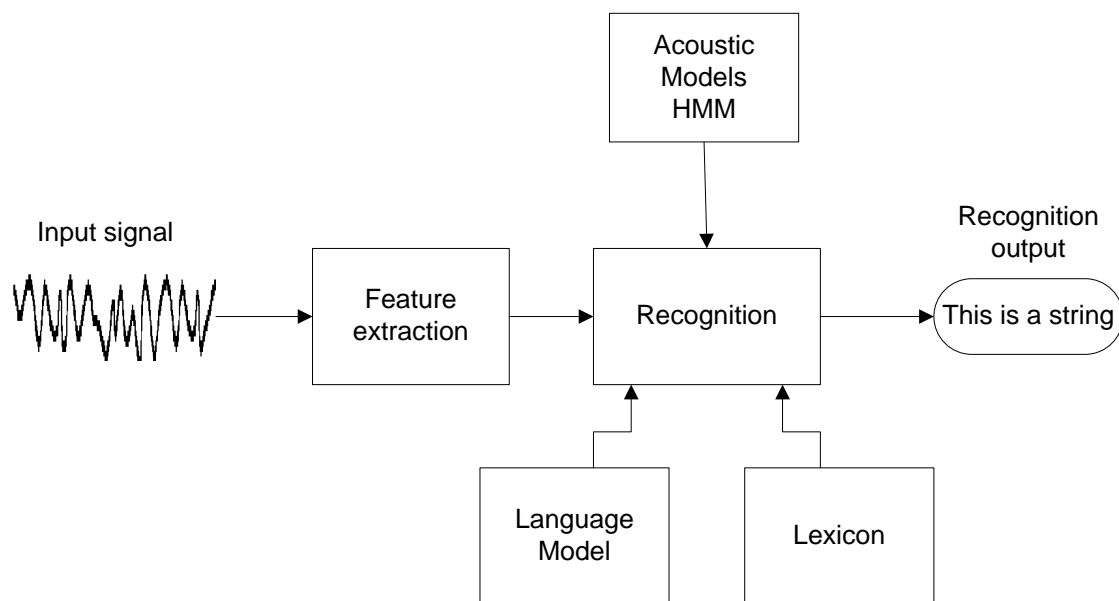 Acoustic
Models
HMM
Input signal
Recognition
output
Feature
extraction
Recognition
This is a string
Language
Model
Lexicon